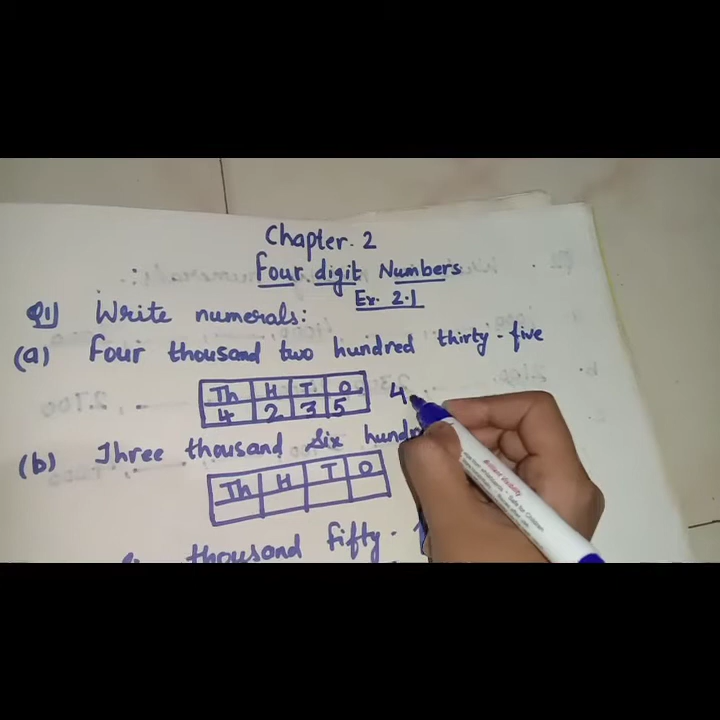 Chapter. 2
Four digit Numbers
Ex. 2.1
Q1) Write numerals:
(a) Four thousand two hundred thirty-five
Th H T O
4 2 3 5
4
(b) Three thousand Six
Th H T O
thousand fifty-